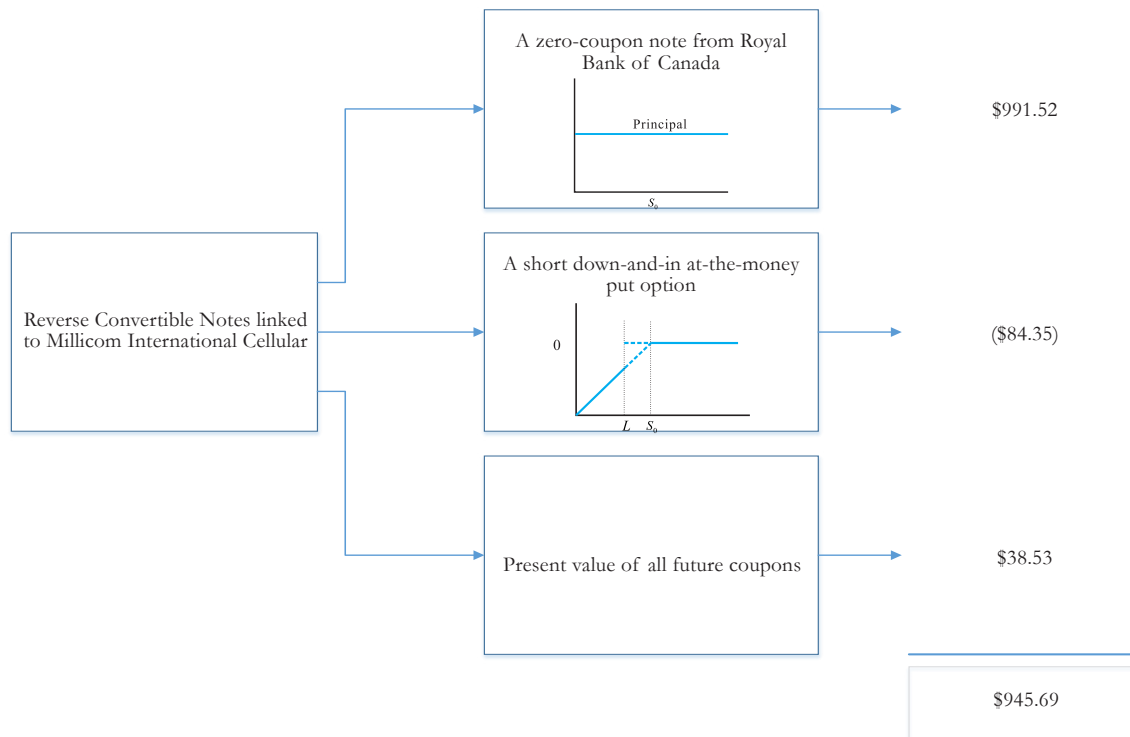 A zero-coupon note from Royal
Bank of Canada
Principal
S₀
$991.52
Reverse Convertible Notes linked
to Millicom International Cellular
A short down-and-in at-the-money
put option
0
L S₀
($84.35)
Present value of all future coupons
$38.53
$945.69